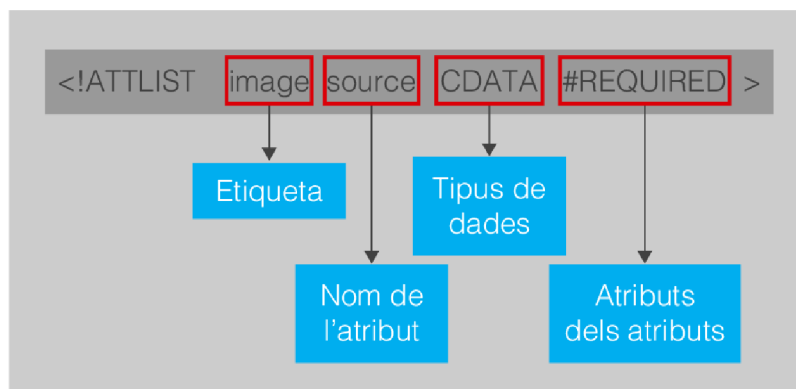 <!ATTLIST image source CDATA #REQUIRED >
Etiqueta
Tipus de
dades
Nom de
l'atribut
Atributs
dels atributs